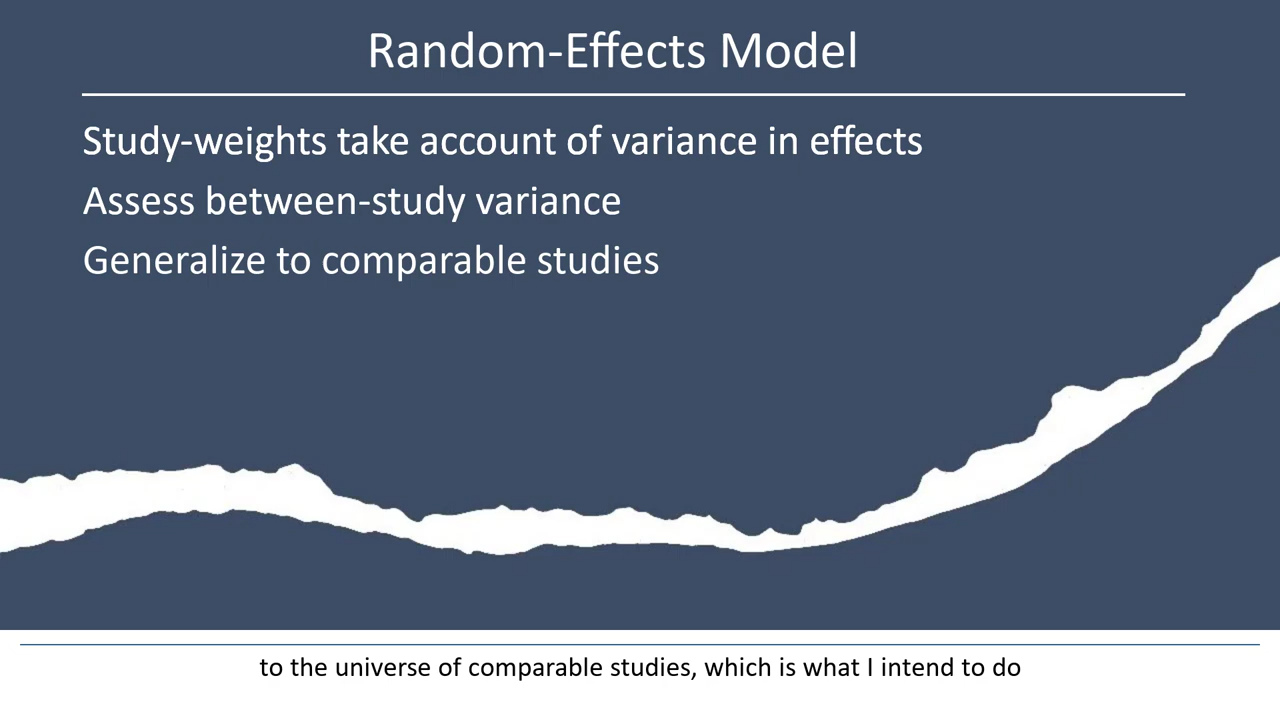 Random-Effects Model
Study-weights take account of variance in effects
Assess between-study variance
Generalize to comparable studies
to the universe of comparable studies, which is what I intend to do